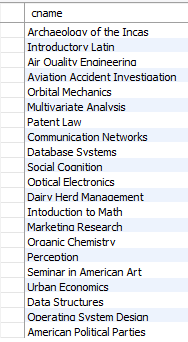 cname
Archaeology of the Incas
Introductory Latin
Air Quality Engineering
Aviation Accident Investigation
Orbital Mechanics
Multivariate Analysis
Patent Law
Communication Networks
Database Systems
Social Cognition
Optical Electronics
Dairy Herd Management
Intoduction to Math
Marketing Research
Organic Chemistry
Perception
Seminar in American Art
Urban Economics
Data Structures
Operating System Design
American Political Parties